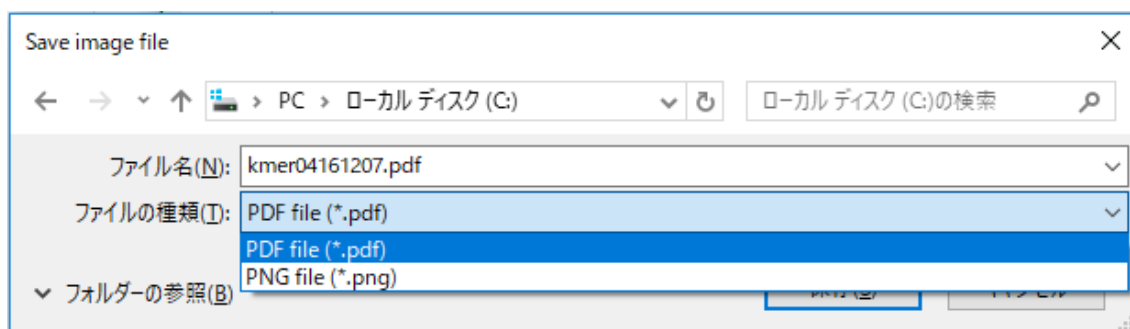 Save image file
PC > ローカル ディスク (C:) ローカル ディスク (C:)の検索
ファイル名(N): kmer04161207.pdf
ファイルの種類(T): PDF file (*.pdf)
PDF file (*.pdf)
PNG file (*.png)
フォルダーの参照(B)